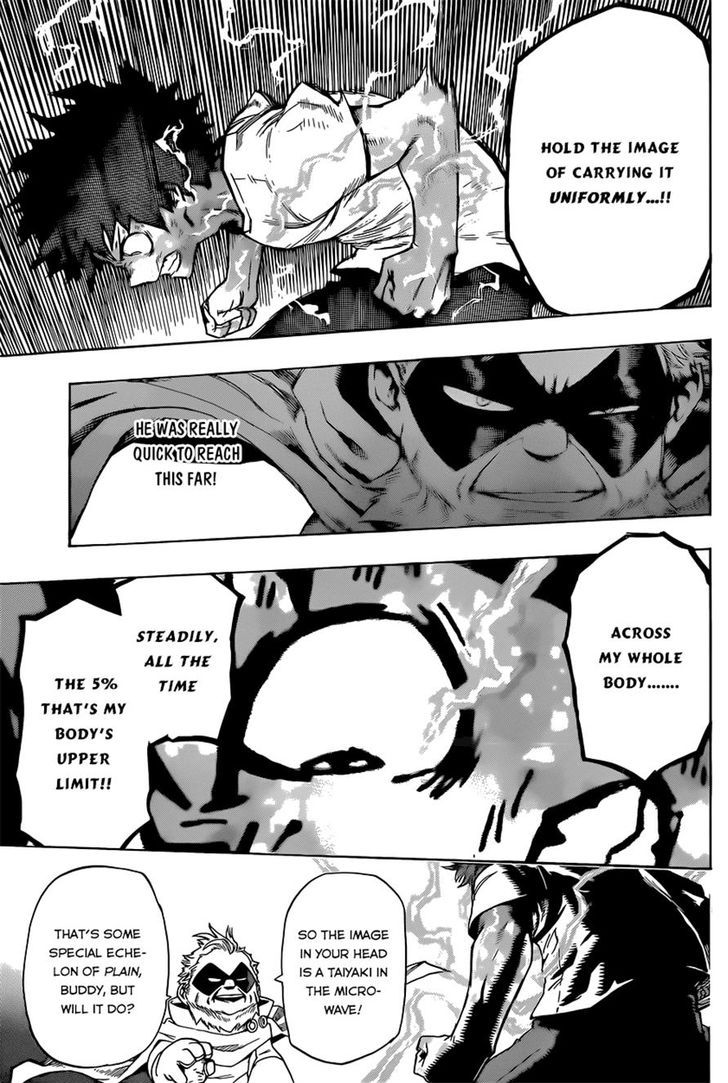 HOLD THE IMAGE
OF CARRYING IT
UNIFORMLY...!!
HE WAS REALLY
QUICK TO REACH
THIS FAR!
ACROSS
MY WHOLE
BODY.......
STEADILY,
ALL THE
TIME
THE 5%
THAT'S MY
BODY'S
UPPER
LIMIT!!
SO THE IMAGE
IN YOUR HEAD
IS A TAIYAKI IN
THE MICRO-
WAVE!
THAT'S SOME
SPECIAL ECHE-
LON OF PLAIN,
BUDDY, BUT
WILL IT DO?